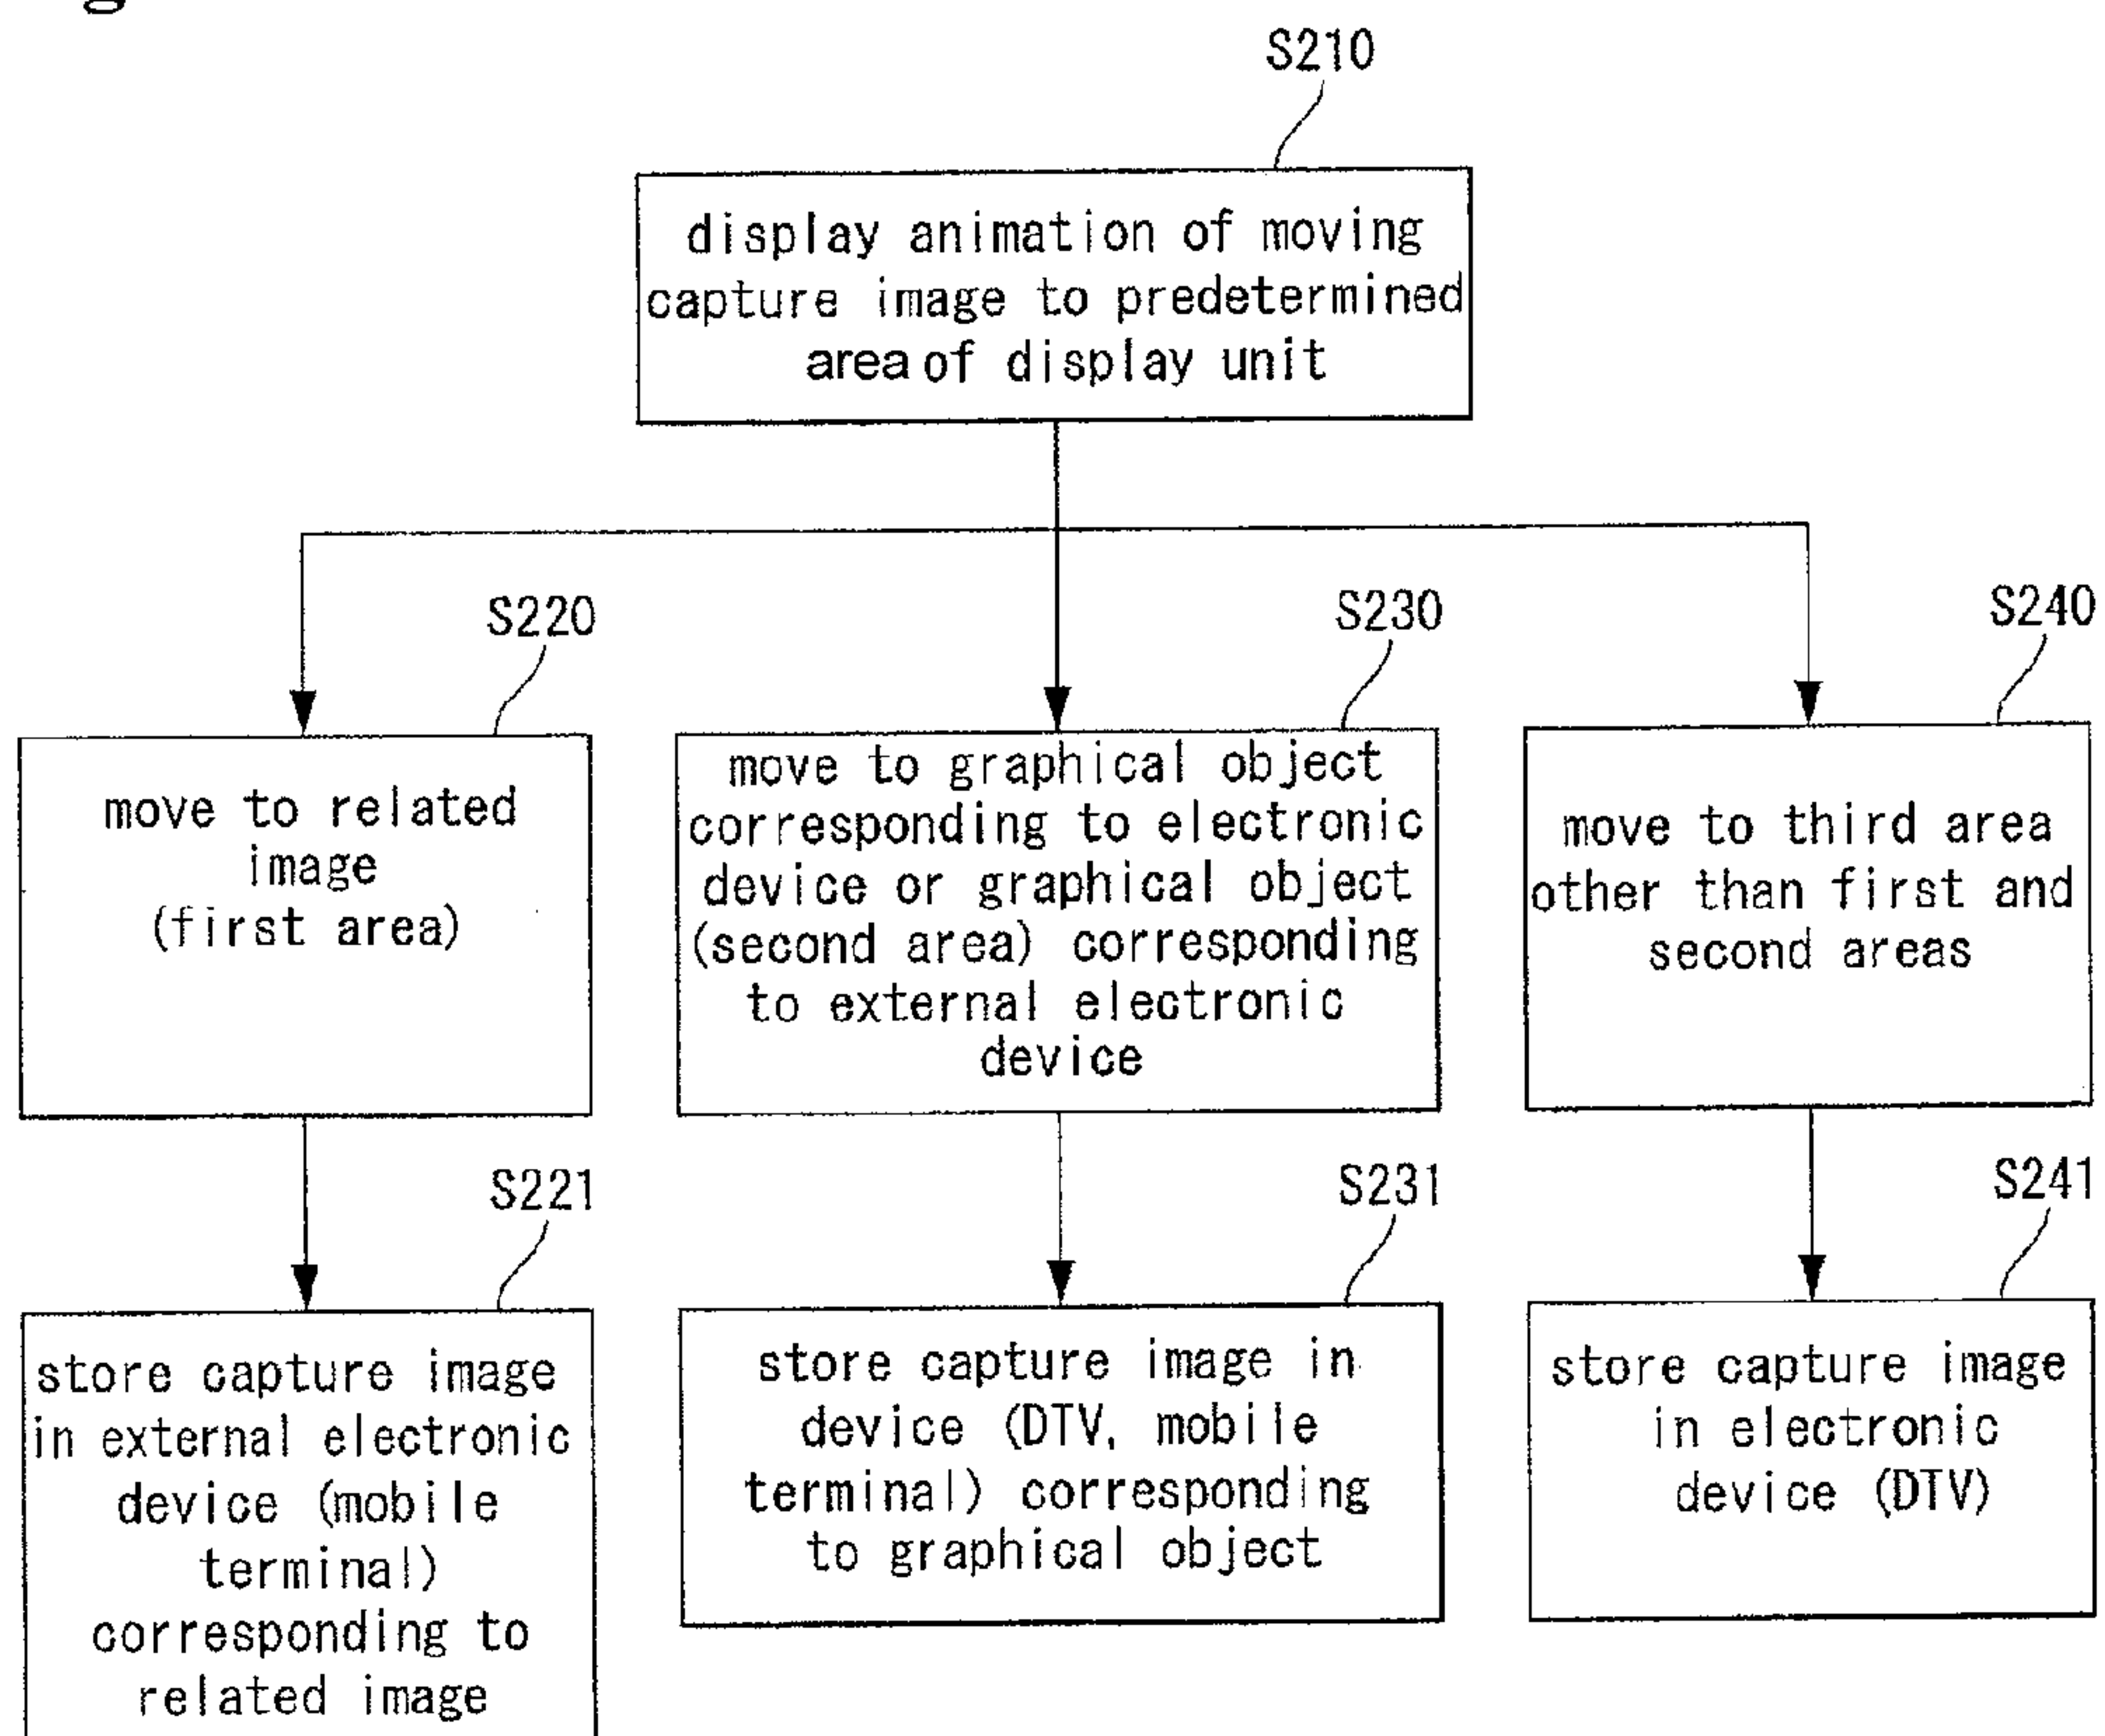 g
S210
display animation of moving
capture image to predetermined
area of display unit
S220
move to related
image
(first area)
S230
move to graphical object
corresponding to electronic
device or graphical object
(second area) corresponding
to external electronic
device
S240
move to third area
other than first and
second areas
S221
store capture image
in external electronic
device (mobile
terminal)
corresponding to
related image
S231
store capture image in
device (DTV, mobile
terminal) corresponding
to graphical object
S241
store capture image
in electronic
device (DTV)